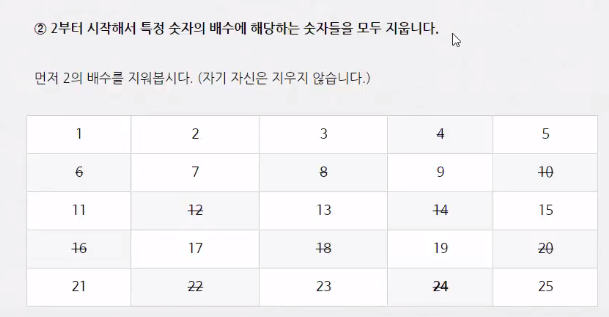 ② 2부터 시작해서 특정 숫자의 배수에 해당하는 숫자들을 모두 지웁니다.
먼저 2의 배수를 지워봅시다. (자기 자신은 지우지 않습니다.)
1 2 3 4 5
6 7 8 9 10
11 12 13 14 15
16 17 18 19 20
21 22 23 24 25